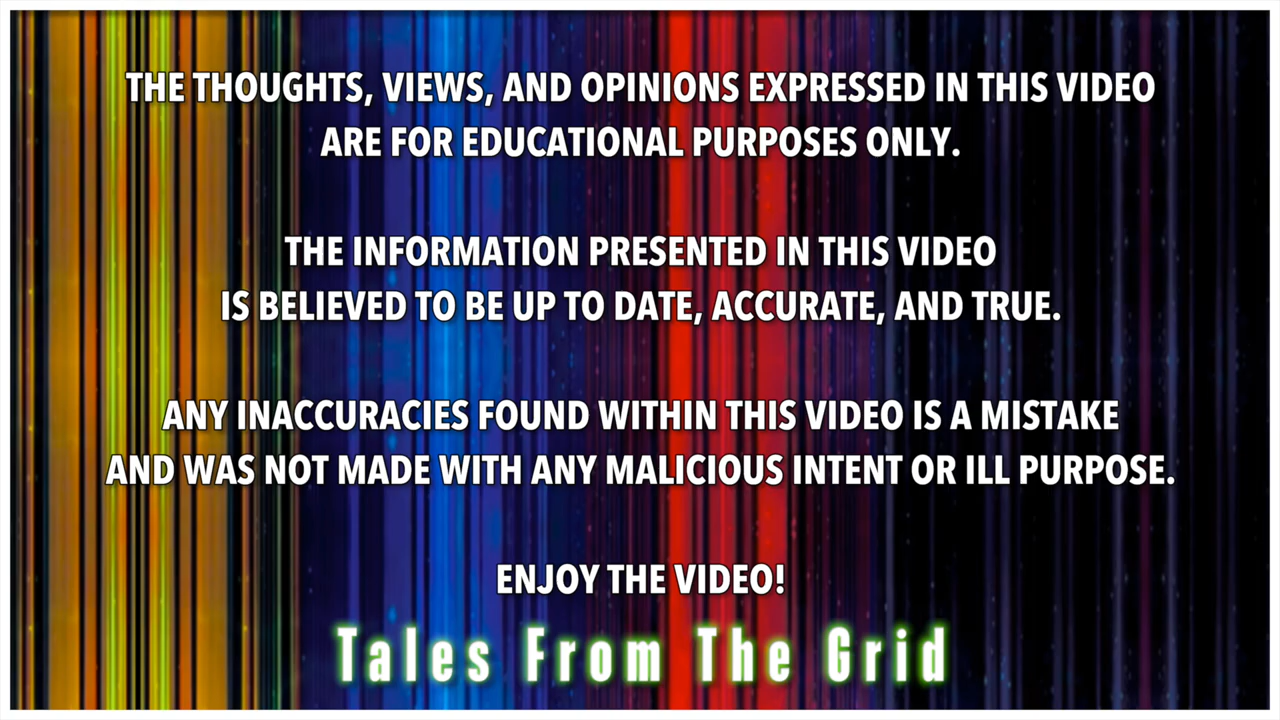 THE THOUGHTS, VIEWS, AND OPINIONS EXPRESSED IN THIS VIDEO
ARE FOR EDUCATIONAL PURPOSES ONLY.
THE INFORMATION PRESENTED IN THIS VIDEO
IS BELIEVED TO BE UP TO DATE, ACCURATE, AND TRUE.
ANY INACCURACIES FOUND WITHIN THIS VIDEO IS A MISTAKE
AND WAS NOT MADE WITH ANY MALICIOUS INTENT OR ILL PURPOSE.
ENJOY THE VIDEO!
Tales From The Grid